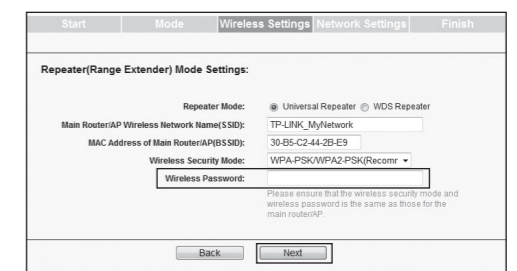 Start Mode Wireless Settings Network Settings Finish
Repeater(Range Extender) Mode Settings:
Repeater Mode: Universal Repeater WDS Repeater
Main Router/AP Wireless Network Name(SSID): TP-LINK_MyNetwork
MAC Address of Main Router/AP(BSSID): 30-B5-C2-44-2B-E9
Wireless Security Mode: WPA-PSK/WPA2-PSK(Recomr
Wireless Password:
Please ensure that the wireless security mode and
wireless password is the same as those for the
main router/AP.
Back Next